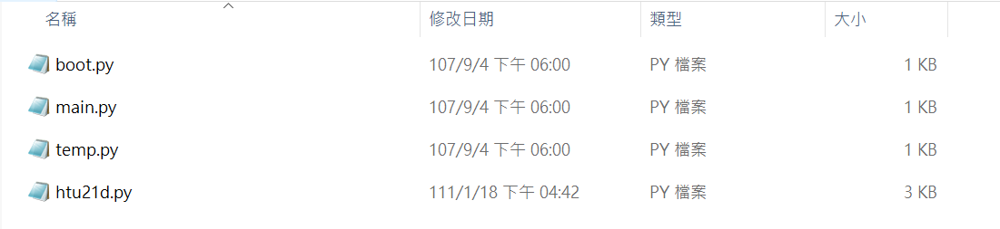 名稱 修改日期 類型 大小
boot.py 107/9/4 下午 06:00 PY 檔案 1 KB
main.py 107/9/4 下午 06:00 PY 檔案 1 KB
temp.py 107/9/4 下午 06:00 PY 檔案 1 KB
htu21d.py 111/1/18 下午 04:42 PY 檔案 3 KB